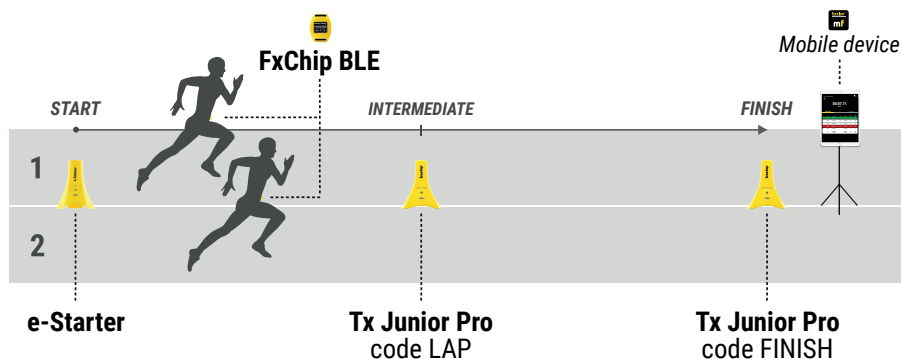 Mobile device
FxChip BLE
START
INTERMEDIATE
FINISH
1
2
e-Starter
Tx Junior Pro
code LAP
Tx Junior Pro
code FINISH